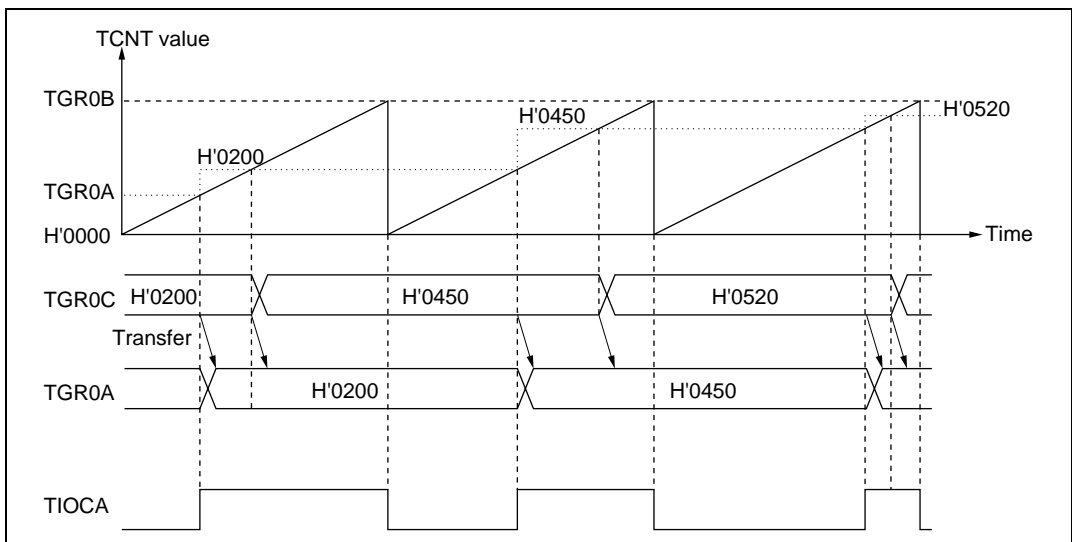 TCNT value
TGR0B
H'0520
H'0450
H'0200
TGR0A
H'0000
Time
TGR0C
H'0200
H'0450
H'0520
Transfer
TGR0A
H'0200
H'0450
TIOCA